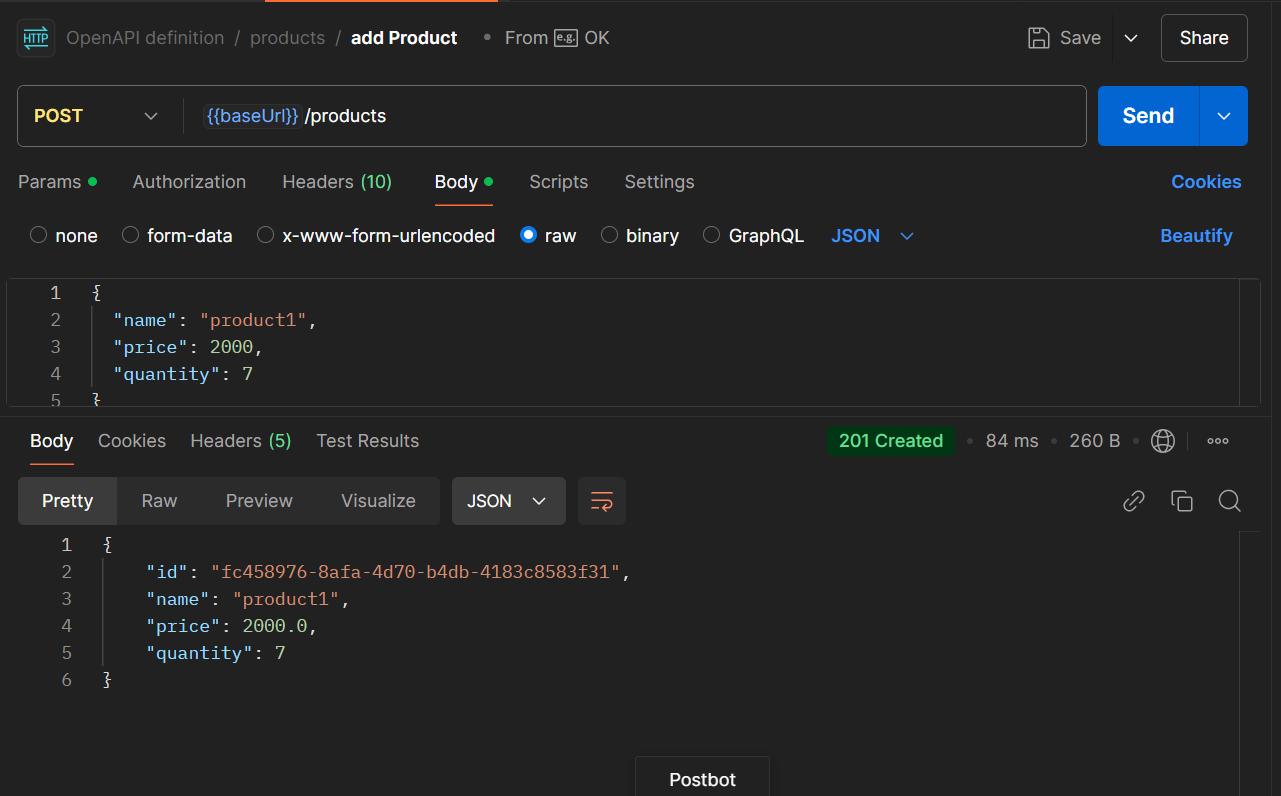 HTTP OpenAPI definition / products / add Product • From e.g. OK Save Share
POST {{baseUrl}} /products Send
Params Authorization Headers (10) Body Scripts Settings Cookies
none form-data x-www-form-urlencoded raw binary GraphQL JSON Beautify
1 {
2 "name": "product1",
3 "price": 2000,
4 "quantity": 7
5 }
Body Cookies Headers (5) Test Results 201 Created • 84 ms • 260 B •
Pretty Raw Preview Visualize JSON
1 {
2 "id": "fc458976-8afa-4d70-b4db-4183c8583f31",
3 "name": "product1",
4 "price": 2000.0,
5 "quantity": 7
6 }
Postbot